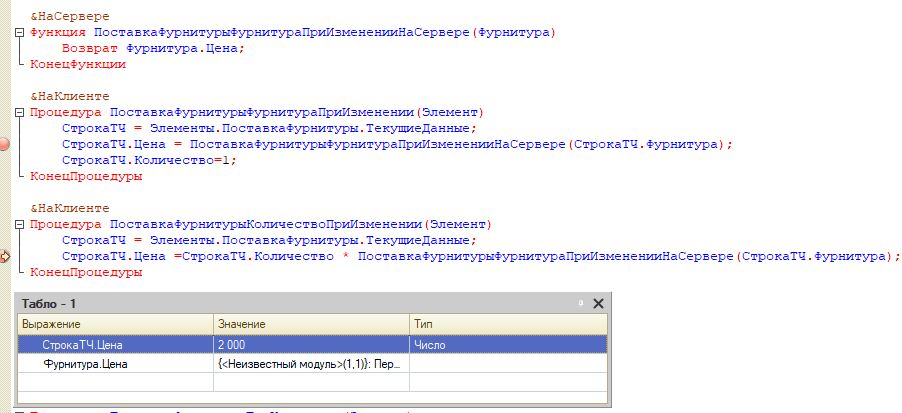 &НаСервере
Функция ПоставкаФурнитурыФурнитураПриИзмененииНаСервере(Фурнитура)
Возврат Фурнитура.Цена;
КонецФункции
&НаКлиенте
Процедура ПоставкаФурнитурыФурнитураПриИзменении(Элемент)
СтрокаТЧ = Элементы.ПоставкаФурнитуры.ТекущиеДанные;
СтрокаТЧ.Цена = ПоставкаФурнитурыФурнитураПриИзмененииНаСервере(СтрокаТЧ.Фурнитура);
СтрокаТЧ.Количество=1;
КонецПроцедуры
&НаКлиенте
Процедура ПоставкаФурнитурыКоличествоПриИзменении(Элемент)
СтрокаТЧ = Элементы.ПоставкаФурнитуры.ТекущиеДанные;
СтрокаТЧ.Цена =СтрокаТЧ.Количество * ПоставкаФурнитурыФурнитураПриИзмененииНаСервере(СтрокаТЧ.Фурнитура);
КонецПроцедуры
Табло - 1
Выражение Значение Тип
СтрокаТЧ.Цена 2 000 Число
Фурнитура.Цена {<Неизвестный модуль>(1,1)}: Пер...